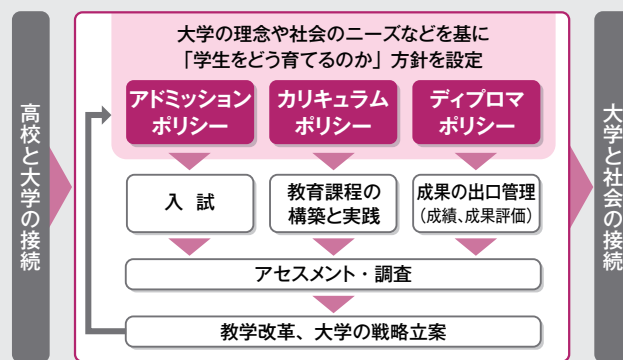 大学の理念や社会のニーズなどを基に
「学生をどう育てるのか」方針を設定
高校と大学の接続
アドミッション
ポリシー
カリキュラム
ポリシー
ディプロマ
ポリシー
入 試
教育課程の
構築と実践
成果の出口管理
(成績、成果評価)
アセスメント・調査
教学改革、大学の戦略立案
大学と社会の接続